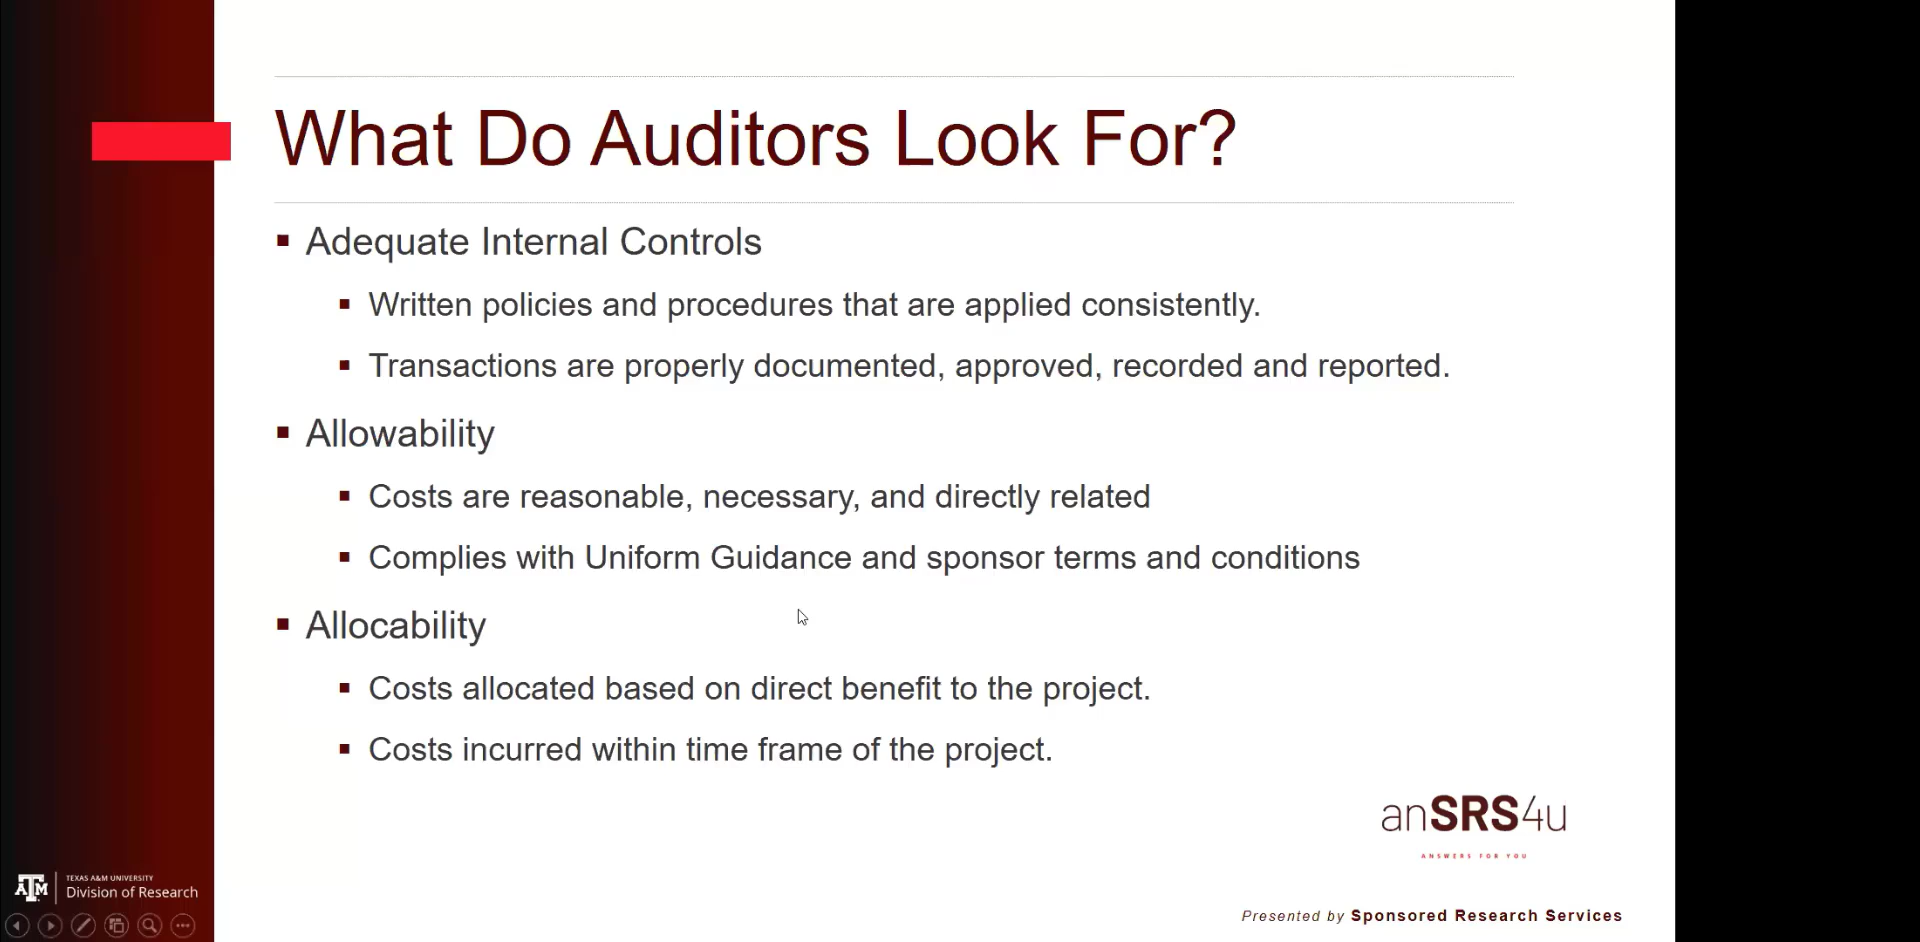 What Do Auditors Look For?
Adequate Internal Controls
Written policies and procedures that are applied consistently.
Transactions are properly documented, approved, recorded and reported.
Allowability
Costs are reasonable, necessary, and directly related
Complies with Uniform Guidance and sponsor terms and conditions
Allocability
Costs allocated based on direct benefit to the project.
Costs incurred within time frame of the project.
anSRS4u
ANSWERS FOR YOU
ATM
TEXAS A&M UNIVERSITY
Division of Research
Presented by Sponsored Research Services